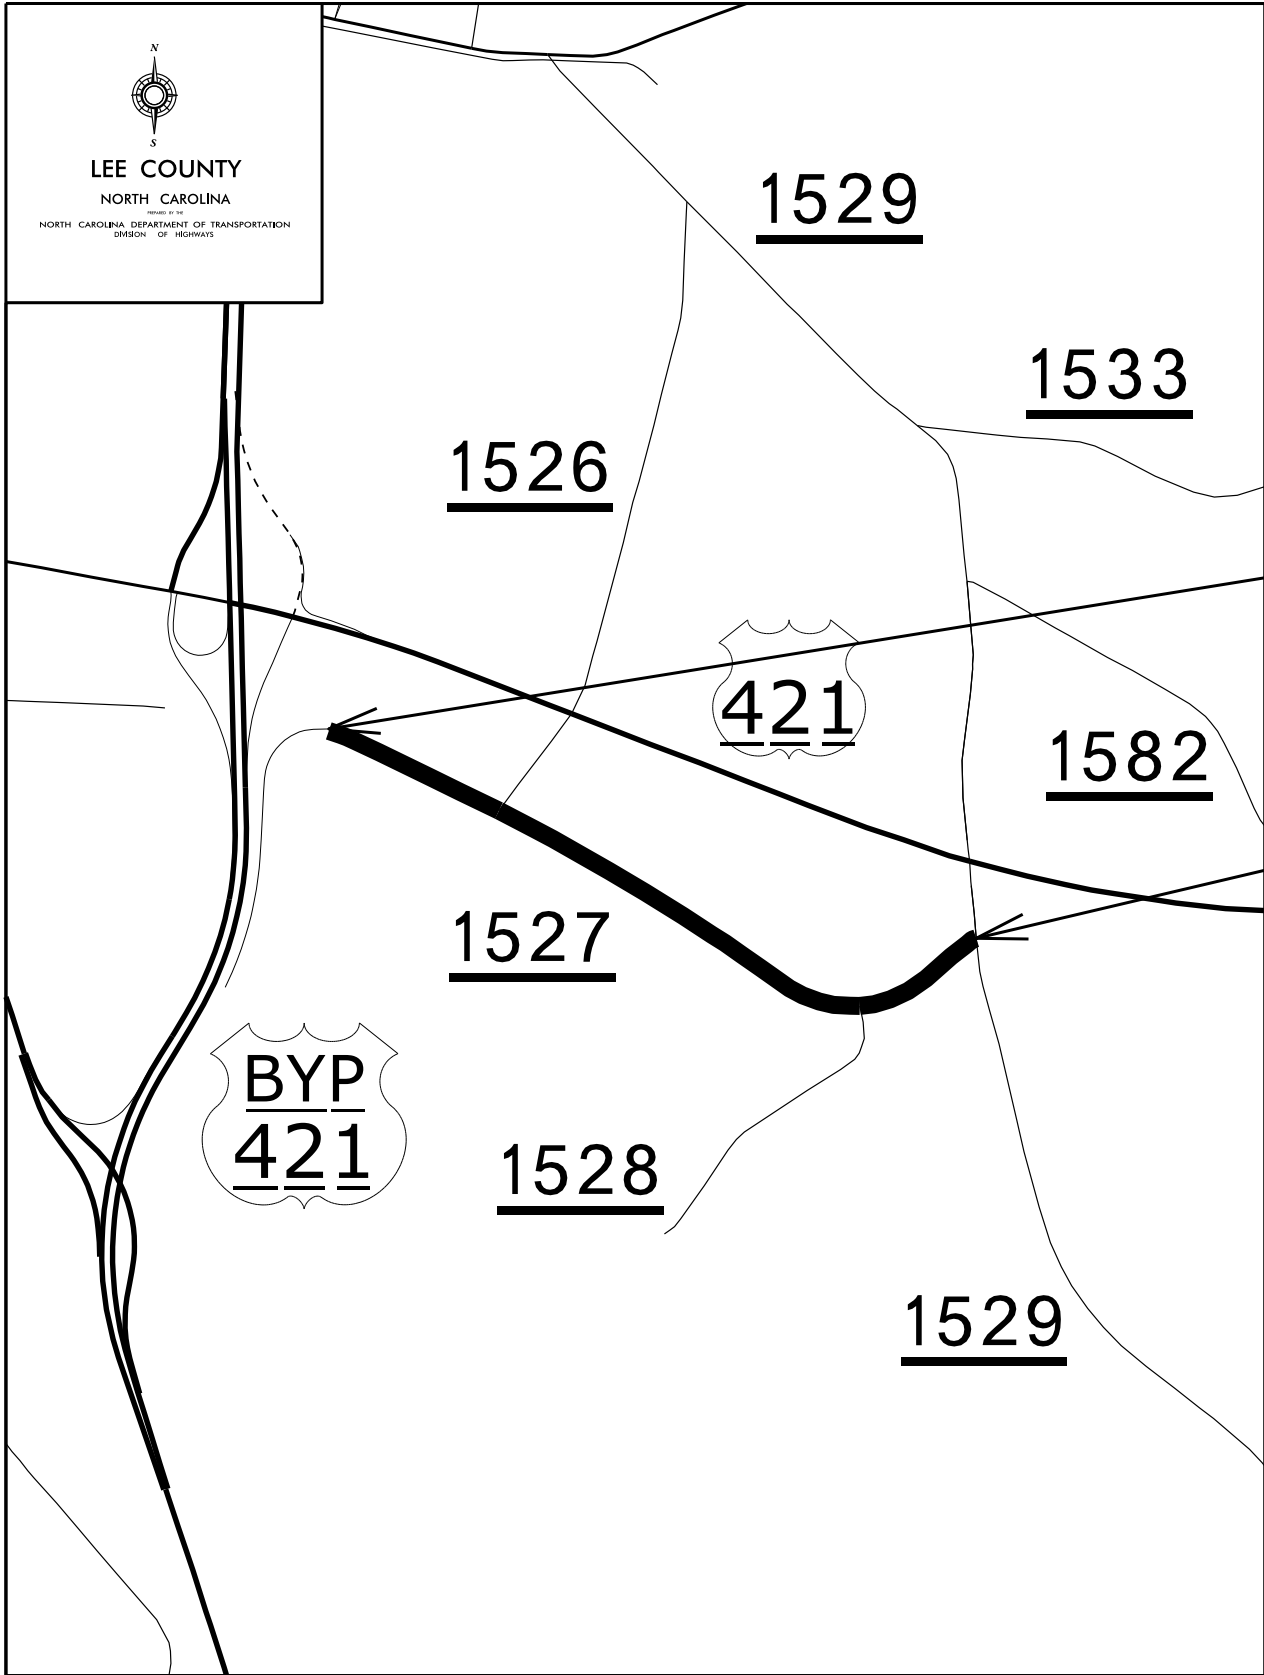 N
S
LEE COUNTY
NORTH CAROLINA
PREPARED BY THE
NORTH CAROLINA DEPARTMENT OF TRANSPORTATION
DIVISION OF HIGHWAYS
1529
1533
1526
421
1582
1527
BYP
421
1528
1529